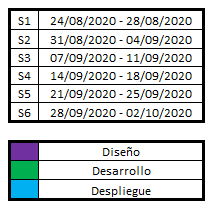 S1 24/08/2020 - 28/08/2020
S2 31/08/2020 - 04/09/2020
S3 07/09/2020 - 11/09/2020
S4 14/09/2020 - 18/09/2020
S5 21/09/2020 - 25/09/2020
S6 28/09/2020 - 02/10/2020
Diseño
Desarrollo
Despliegue